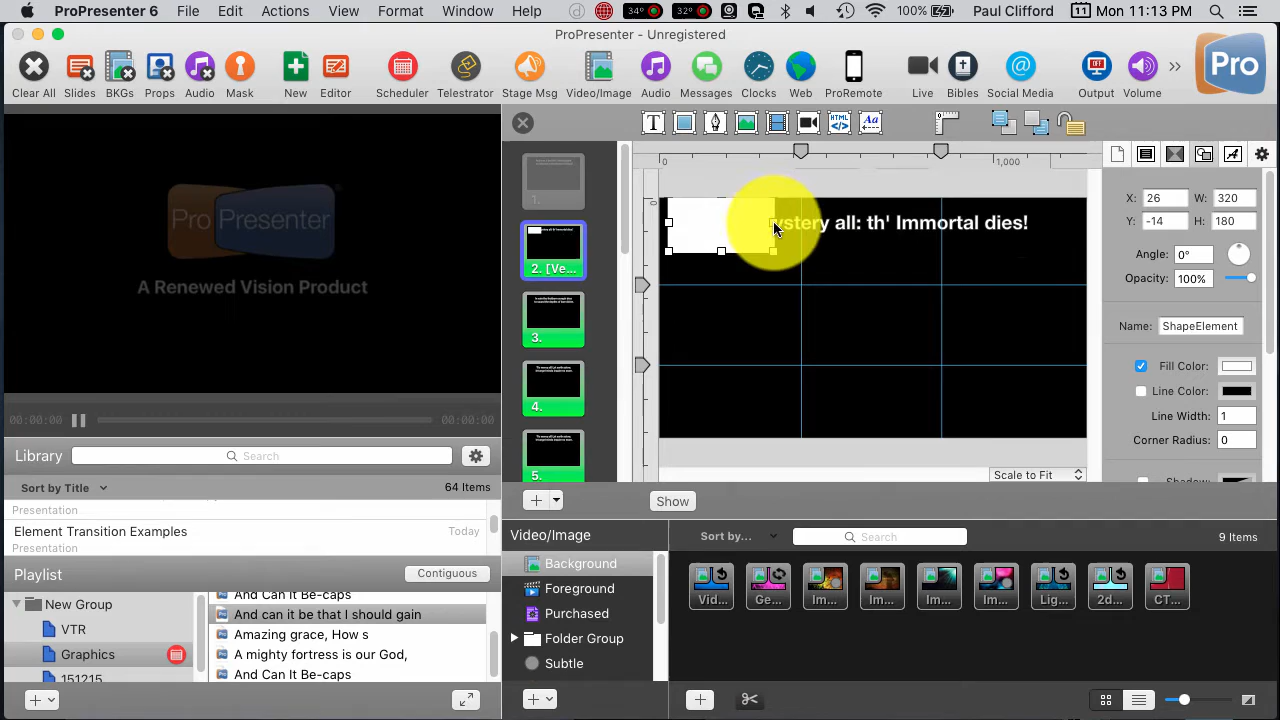 ProPresenter 6 File Edit Actions View Format Window Help 34° 32° 100% Paul Clifford 11 Mon 11:13 PM
ProPresenter - Unregistered
Clear All Slides BKGs Props Audio Mask New Editor Scheduler Telestrator Stage Msg Video/Image Audio Messages Clocks Web ProRemote Live Bibles Social Media Output Volume
Pro
T HTML Aa
0 1,000
0
Pro Presenter
A Renewed Vision Product
ystery all: th' Immortal dies!
1.
2. [Ve...
3.
4.
5.
X: 26 W: 320
Y: -14 H: 180
Angle: 0°
Opacity: 100%
Name: ShapeElement
Fill Color:
Line Color:
Line Width: 1
Corner Radius: 0
Shadow:
00:00:00 00:00:00
Scale to Fit
Library Search
Sort by Title 64 Items
Presentation
Element Transition Examples Today
Presentation
Show
Playlist Contiguous
New Group
VTR
Graphics
151215
And Can It Be-caps
And can it be that I should gain
Amazing grace, How s
A mighty fortress is our God,
And Can It Be-caps
Video/Image
Background
Foreground
Purchased
Folder Group
Subtle
Sort by... Search 9 Items
Vid... Ge... Im... Im... Im... Im... Lig... 2d... CT...